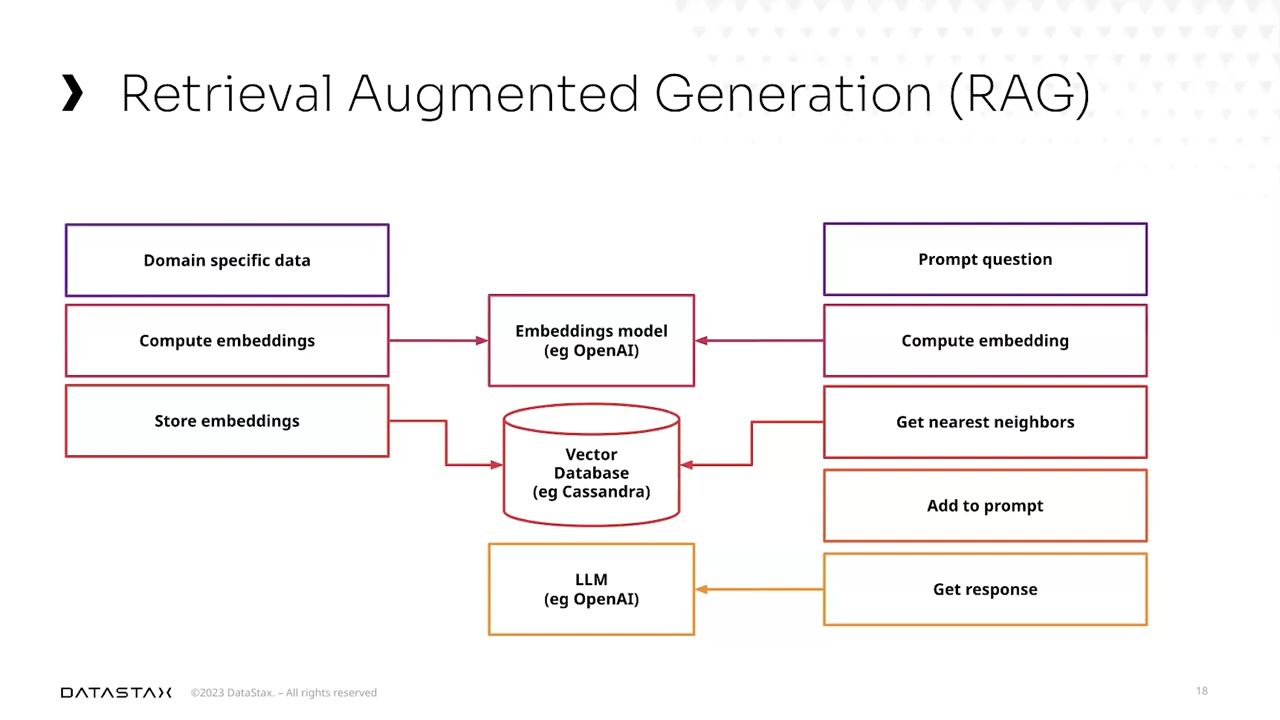 Retrieval Augmented Generation (RAG)
Domain specific data
Compute embeddings
Store embeddings
Embeddings model
(eg OpenAI)
Vector
Database
(eg Cassandra)
LLM
(eg OpenAI)
Prompt question
Compute embedding
Get nearest neighbors
Add to prompt
Get response
DATASTAX
©2023 DataStax. – All rights reserved
18